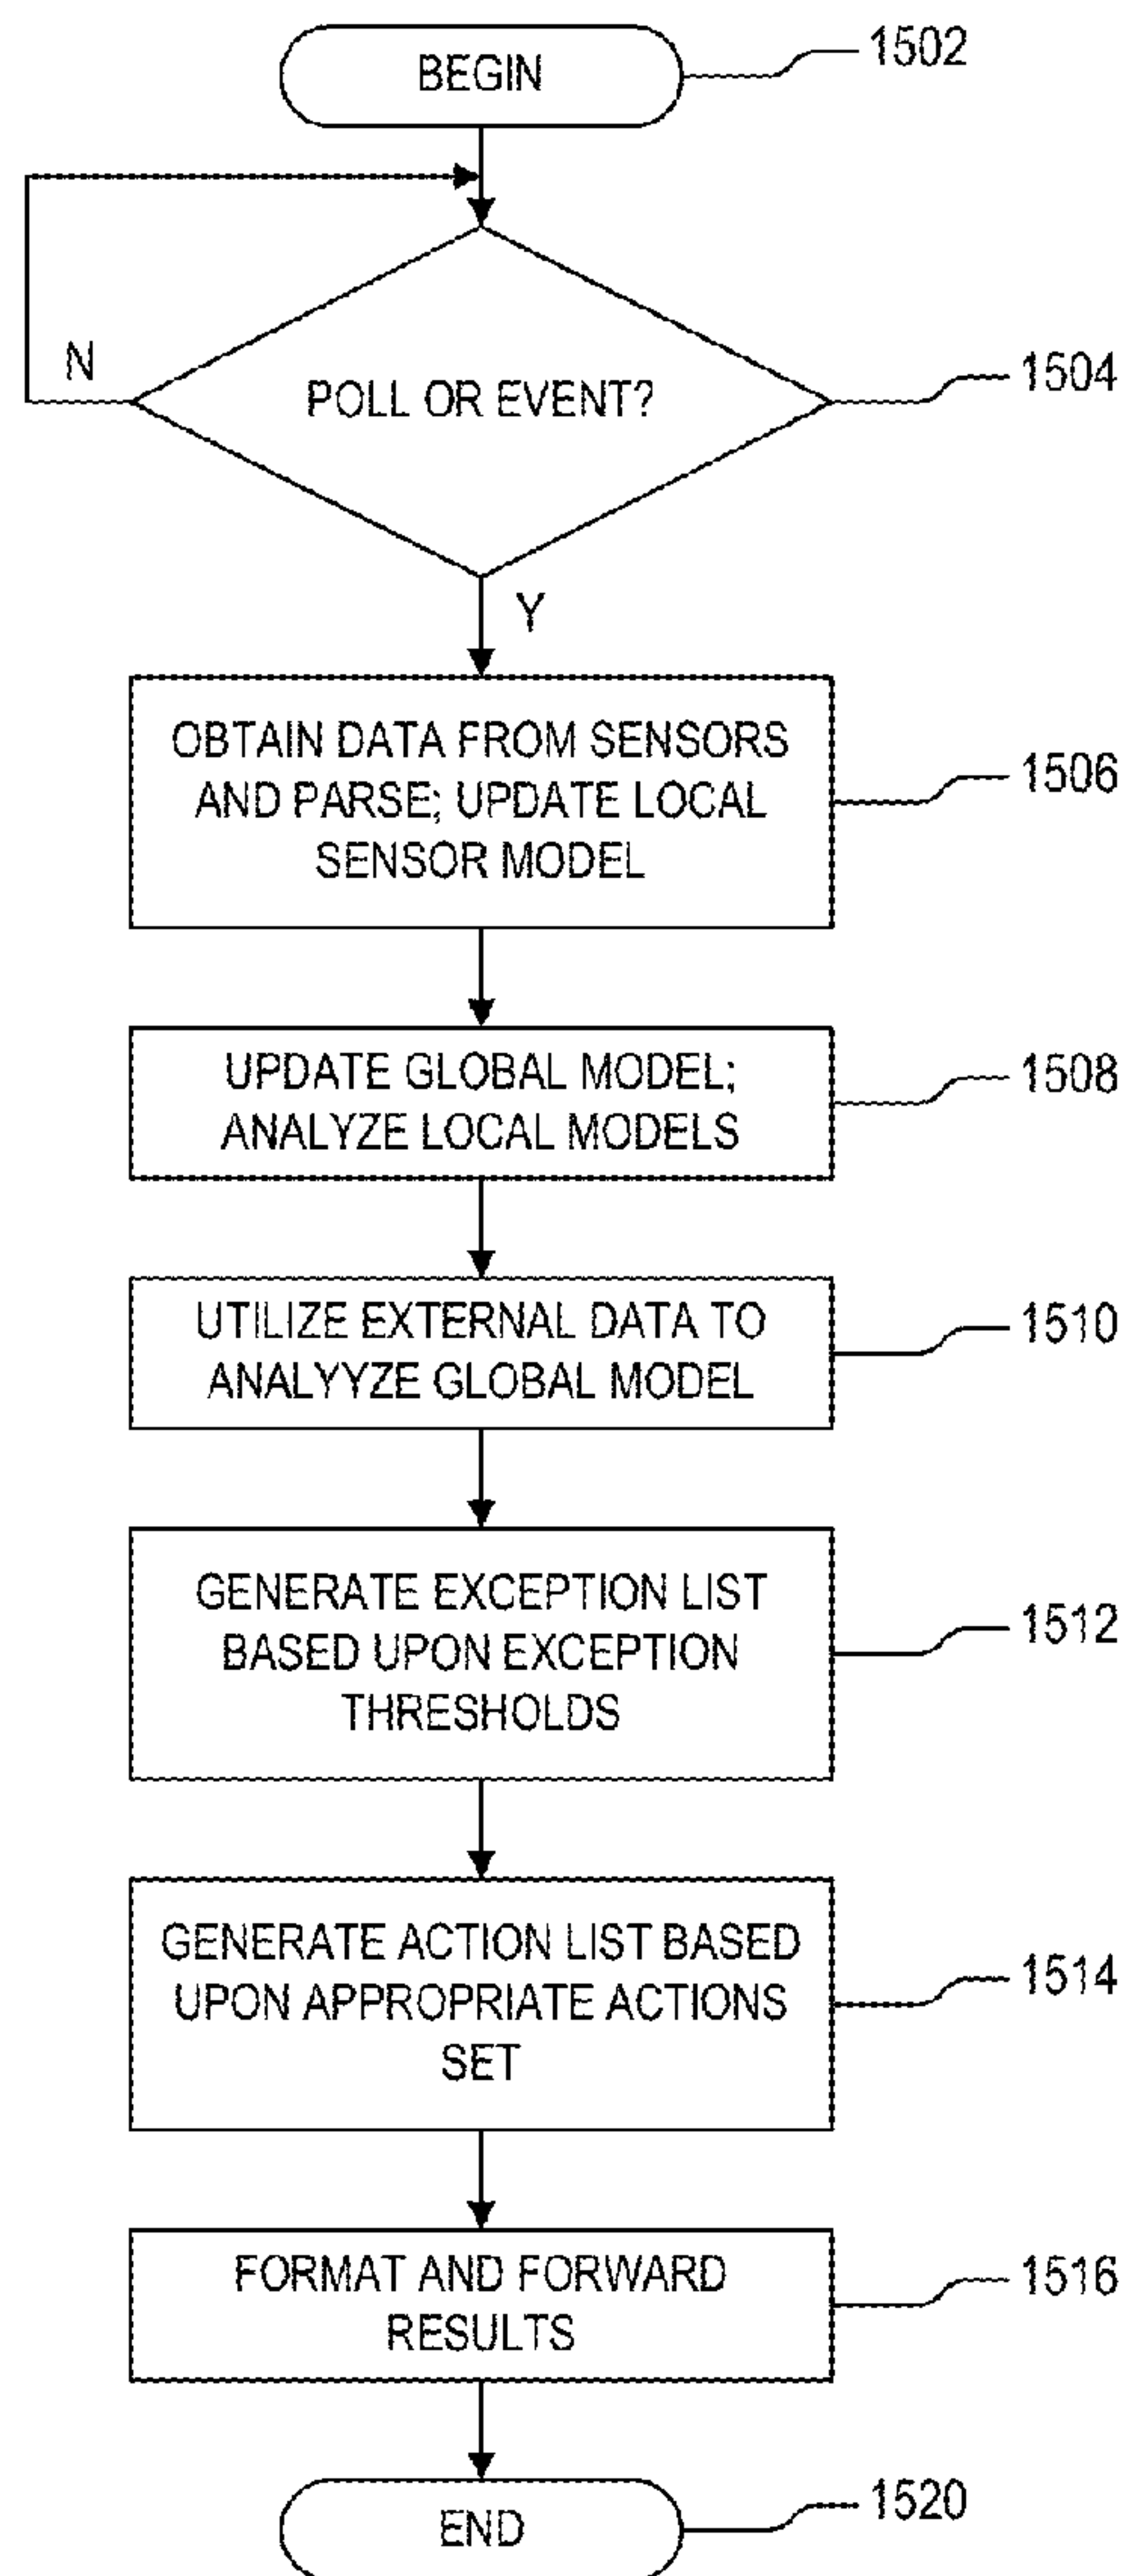 BEGIN
1502
N
POLL OR EVENT?
1504
Y
OBTAIN DATA FROM SENSORS
AND PARSE; UPDATE LOCAL
SENSOR MODEL
1506
UPDATE GLOBAL MODEL;
ANALYZE LOCAL MODELS
1508
UTILIZE EXTERNAL DATA TO
ANALYYZE GLOBAL MODEL
1510
GENERATE EXCEPTION LIST
BASED UPON EXCEPTION
THRESHOLDS
1512
GENERATE ACTION LIST BASED
UPON APPROPRIATE ACTIONS
SET
1514
FORMAT AND FORWARD
RESULTS
1516
END
1520